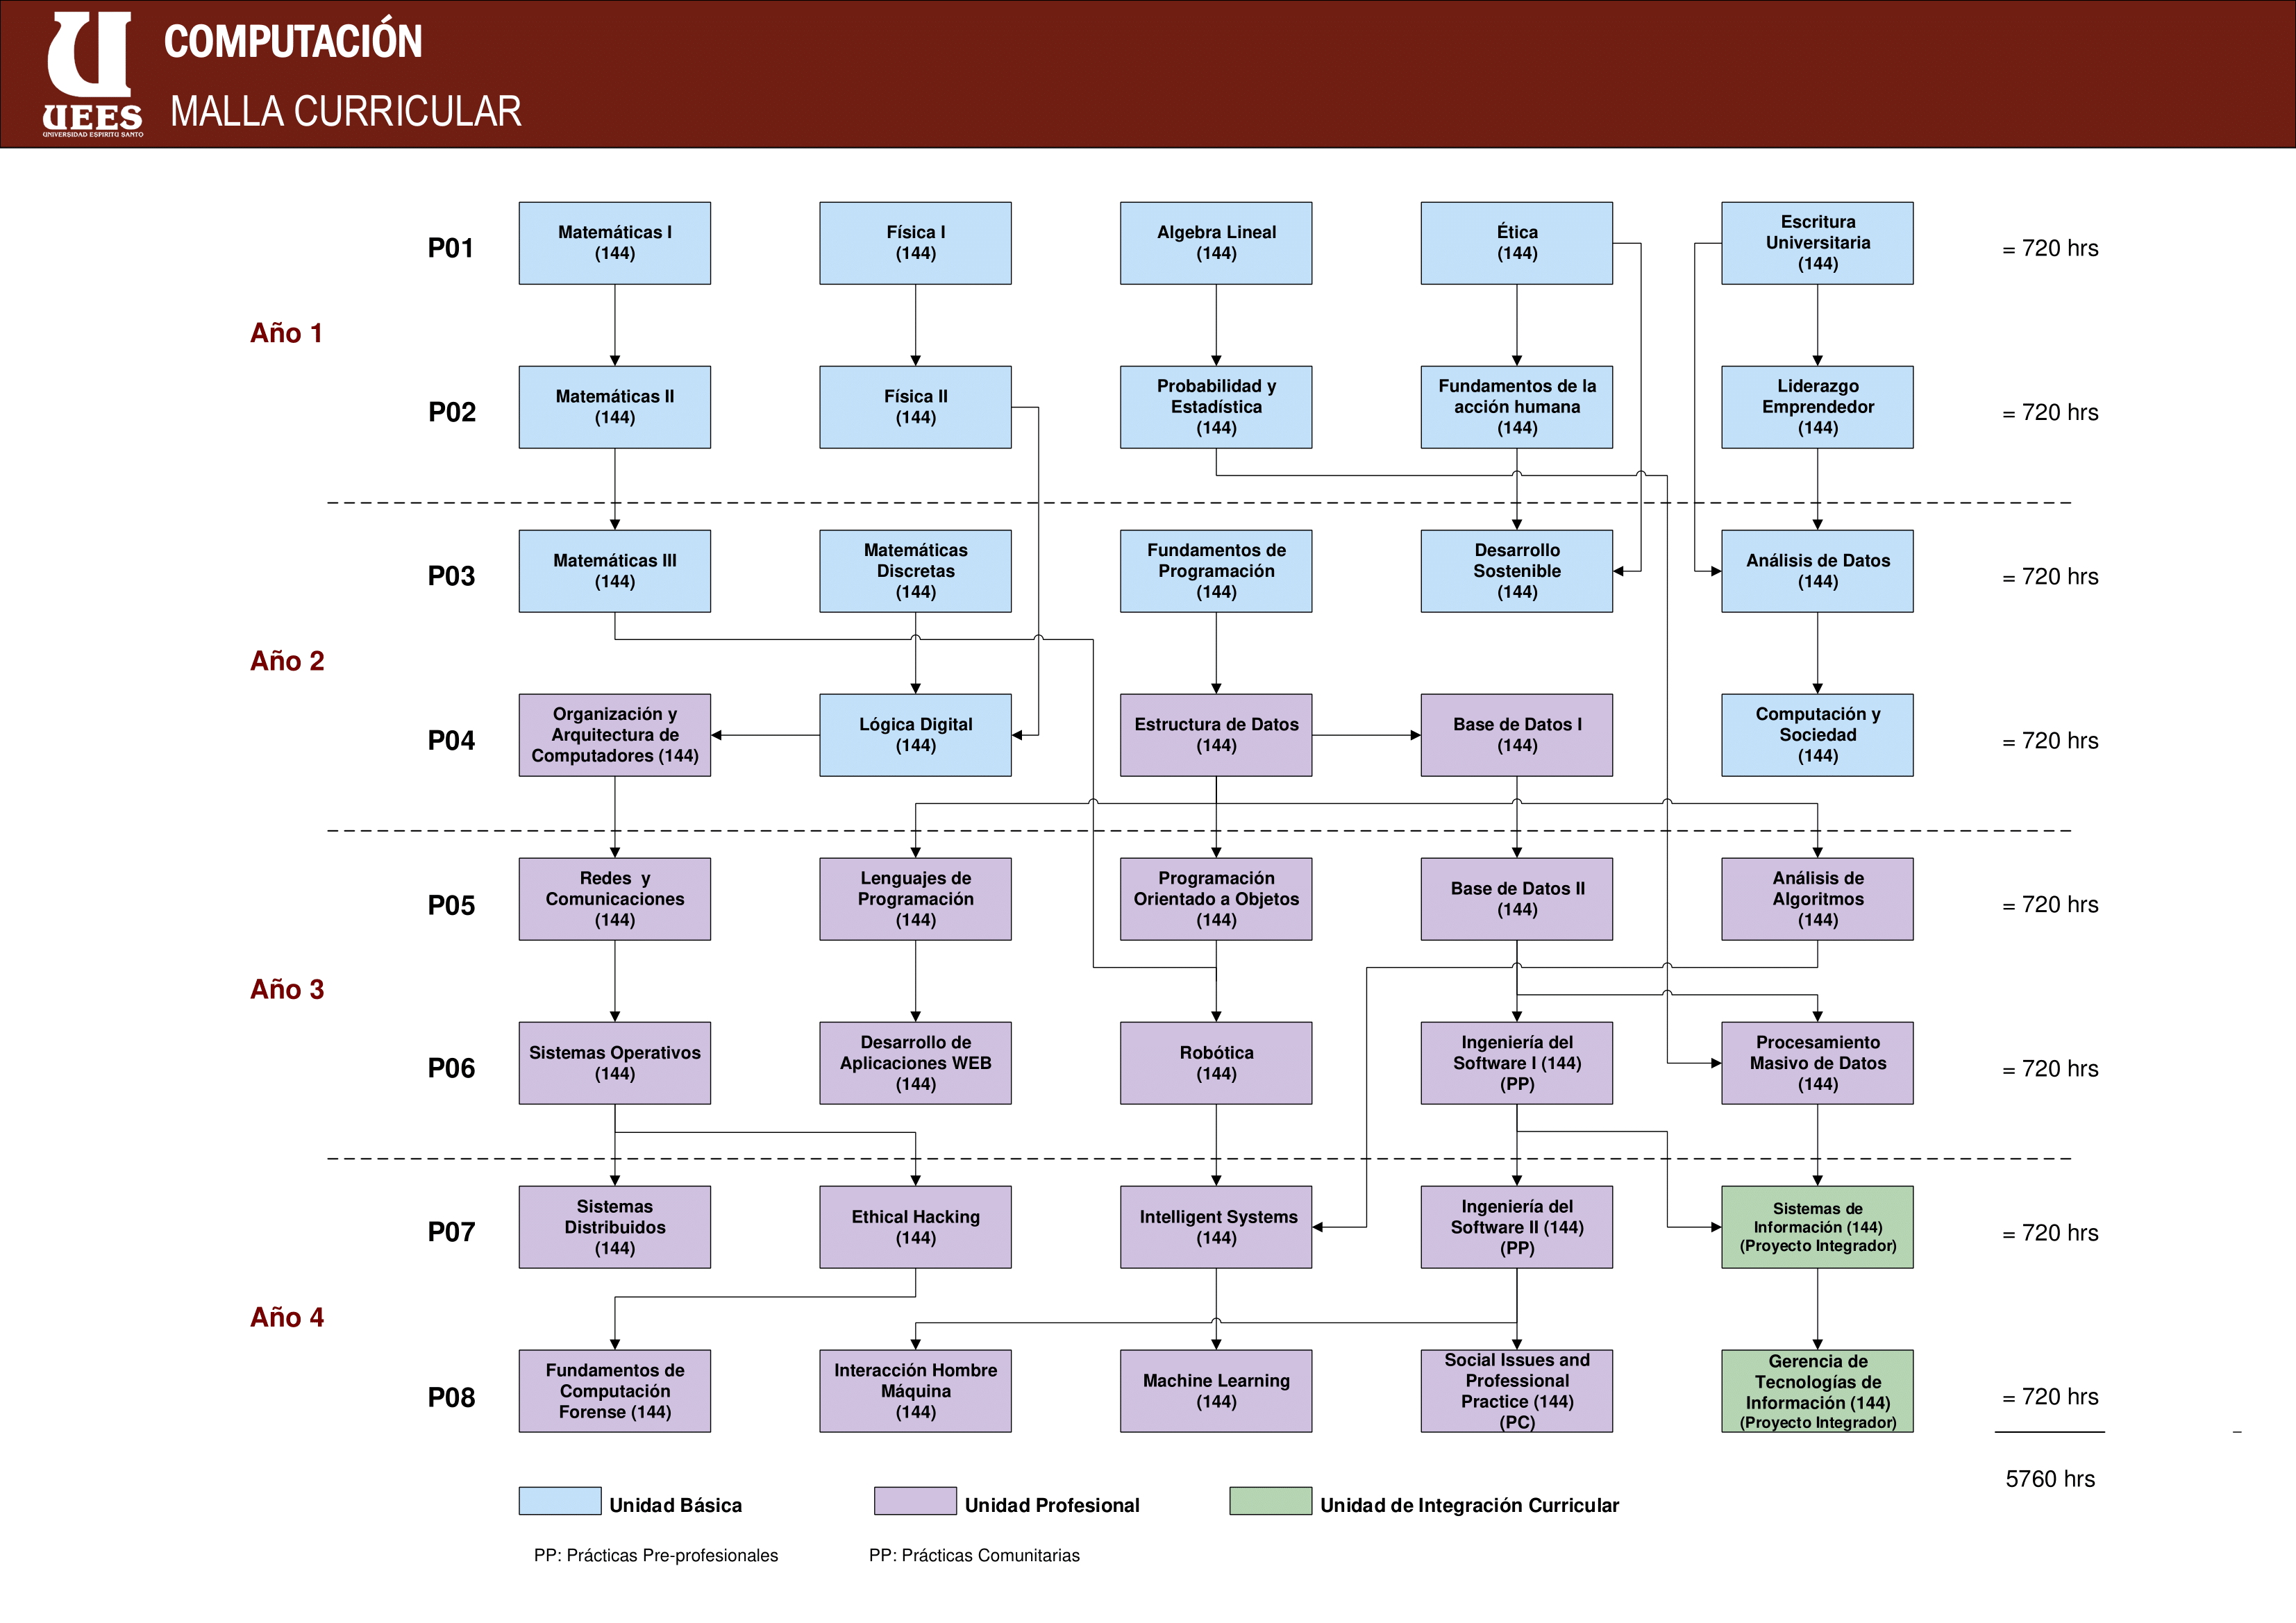 UEES
UNIVERSIDAD ESPIRITU SANTO
COMPUTACIÓN
MALLA CURRICULAR
P01
Matemáticas I
(144)
Física I
(144)
Algebra Lineal
(144)
Ética
(144)
Escritura
Universitaria
(144)
= 720 hrs
Año 1
P02
Matemáticas II
(144)
Física II
(144)
Probabilidad y
Estadística
(144)
Fundamentos de la
acción humana
(144)
Liderazgo
Emprendedor
(144)
= 720 hrs
P03
Matemáticas III
(144)
Matemáticas
Discretas
(144)
Fundamentos de
Programación
(144)
Desarrollo
Sostenible
(144)
Análisis de Datos
(144)
= 720 hrs
Año 2
P04
Organización y
Arquitectura de
Computadores (144)
Lógica Digital
(144)
Estructura de Datos
(144)
Base de Datos I
(144)
Computación y
Sociedad
(144)
= 720 hrs
P05
Redes y
Comunicaciones
(144)
Lenguajes de
Programación
(144)
Programación
Orientado a Objetos
(144)
Base de Datos II
(144)
Análisis de
Algoritmos
(144)
= 720 hrs
Año 3
P06
Sistemas Operativos
(144)
Desarrollo de
Aplicaciones WEB
(144)
Robótica
(144)
Ingeniería del
Software I (144)
(PP)
Procesamiento
Masivo de Datos
(144)
= 720 hrs
P07
Sistemas
Distribuidos
(144)
Ethical Hacking
(144)
Intelligent Systems
(144)
Ingeniería del
Software II (144)
(PP)
Sistemas de
Información (144)
(Proyecto Integrador)
= 720 hrs
Año 4
P08
Fundamentos de
Computación
Forense (144)
Interacción Hombre
Máquina
(144)
Machine Learning
(144)
Social Issues and
Professional
Practice (144)
(PC)
Gerencia de
Tecnologías de
Información (144)
(Proyecto Integrador)
= 720 hrs
5760 hrs
Unidad Básica
Unidad Profesional
Unidad de Integración Curricular
PP: Prácticas Pre-profesionales
PP: Prácticas Comunitarias